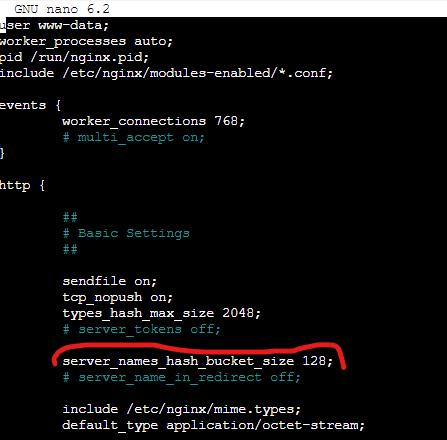 GNU nano 6.2
user www-data;
worker_processes auto;
pid /run/nginx.pid;
include /etc/nginx/modules-enabled/*.conf;
events {
worker_connections 768;
# multi_accept on;
}
http {
##
# Basic Settings
##
sendfile on;
tcp_nopush on;
types_hash_max_size 2048;
# server_tokens off;
server_names_hash_bucket_size 128;
# server_name_in_redirect off;
include /etc/nginx/mime.types;
default_type application/octet-stream;